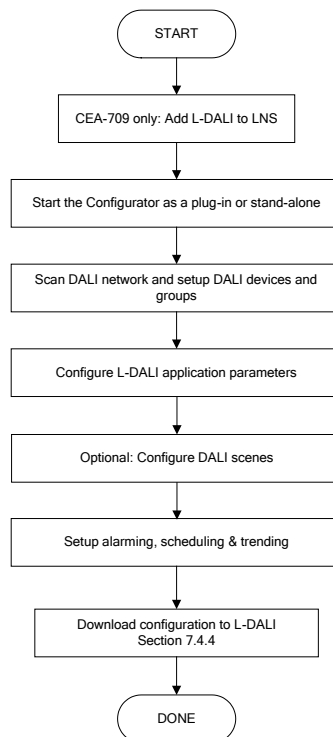 START
CEA-709 only: Add L-DALI to LNS
Start the Configurator as a plug-in or stand-alone
Scan DALI network and setup DALI devices and
groups
Configure L-DALI application parameters
Optional: Configure DALI scenes
Setup alarming, scheduling & trending
Download configuration to L-DALI
Section 7.4.4
DONE